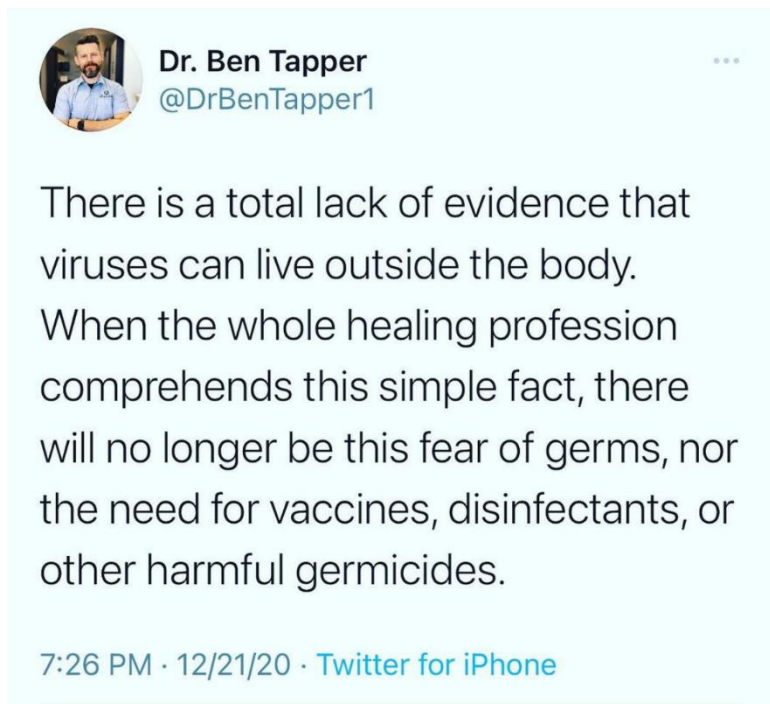 Dr. Ben Tapper
@DrBenTapper1
There is a total lack of evidence that
viruses can live outside the body.
When the whole healing profession
comprehends this simple fact, there
will no longer be this fear of germs, nor
the need for vaccines, disinfectants, or
other harmful germicides.
7:26 PM · 12/21/20 · Twitter for iPhone